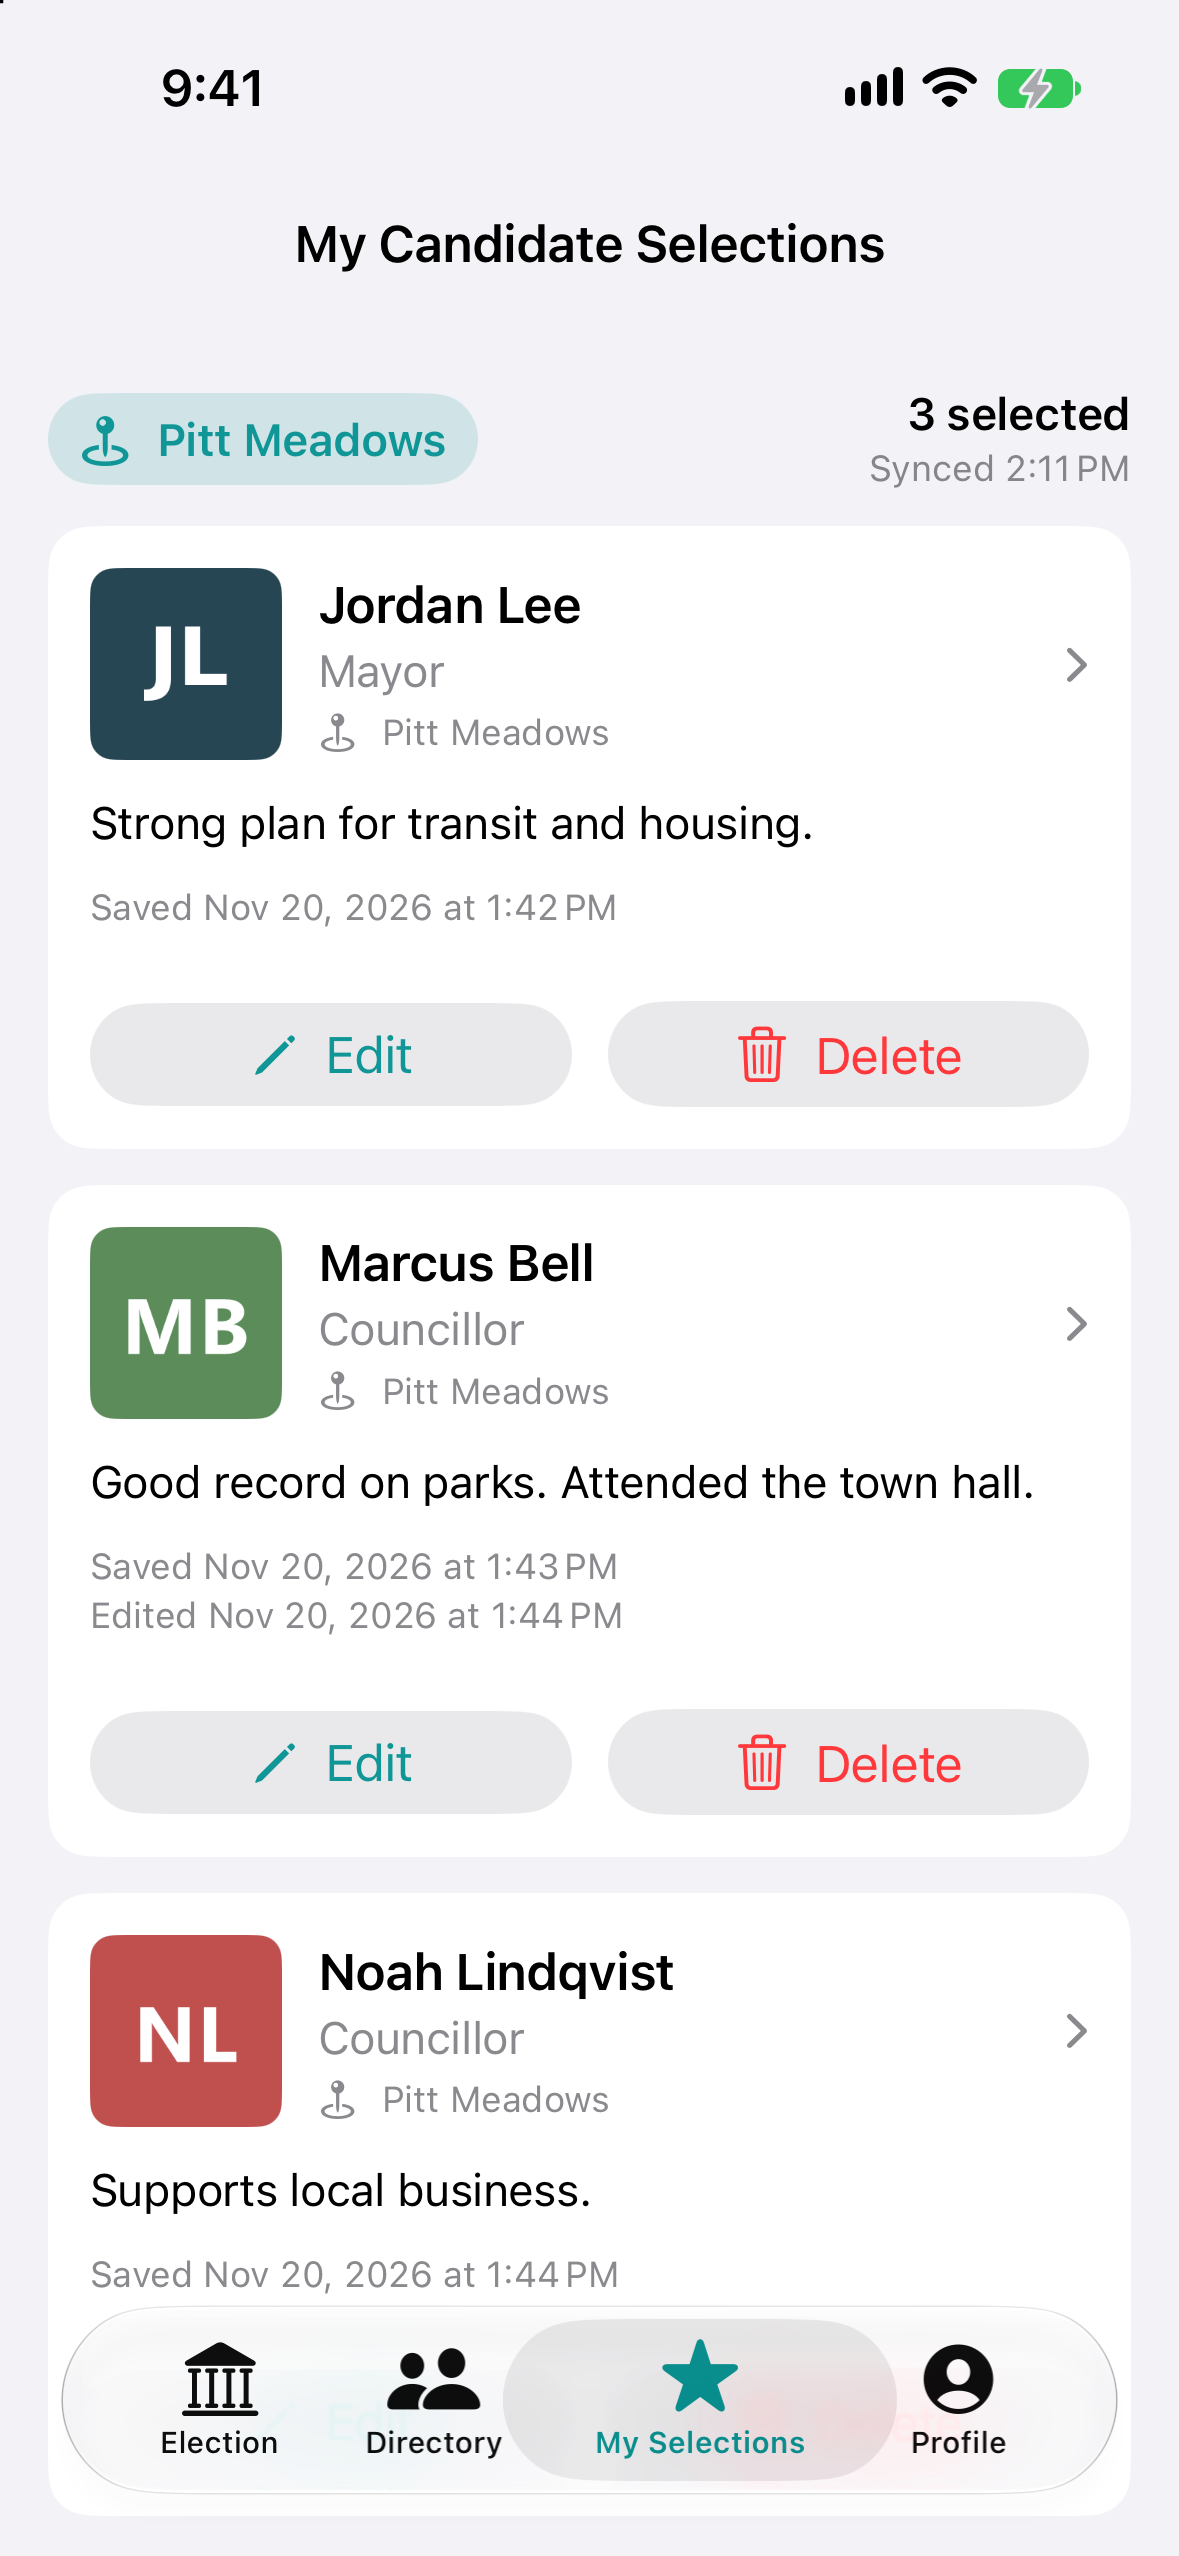 9:41
My Candidate Selections
Pitt Meadows
3 selected
Synced 2:11 PM
JL
Jordan Lee
Mayor
Pitt Meadows
Strong plan for transit and housing.
Saved Nov 20, 2026 at 1:42 PM
Edit
Delete
MB
Marcus Bell
Councillor
Pitt Meadows
Good record on parks. Attended the town hall.
Saved Nov 20, 2026 at 1:43 PM
Edited Nov 20, 2026 at 1:44 PM
Edit
Delete
NL
Noah Lindqvist
Councillor
Pitt Meadows
Supports local business.
Saved Nov 20, 2026 at 1:44 PM
Election
Directory
My Selections
Profile